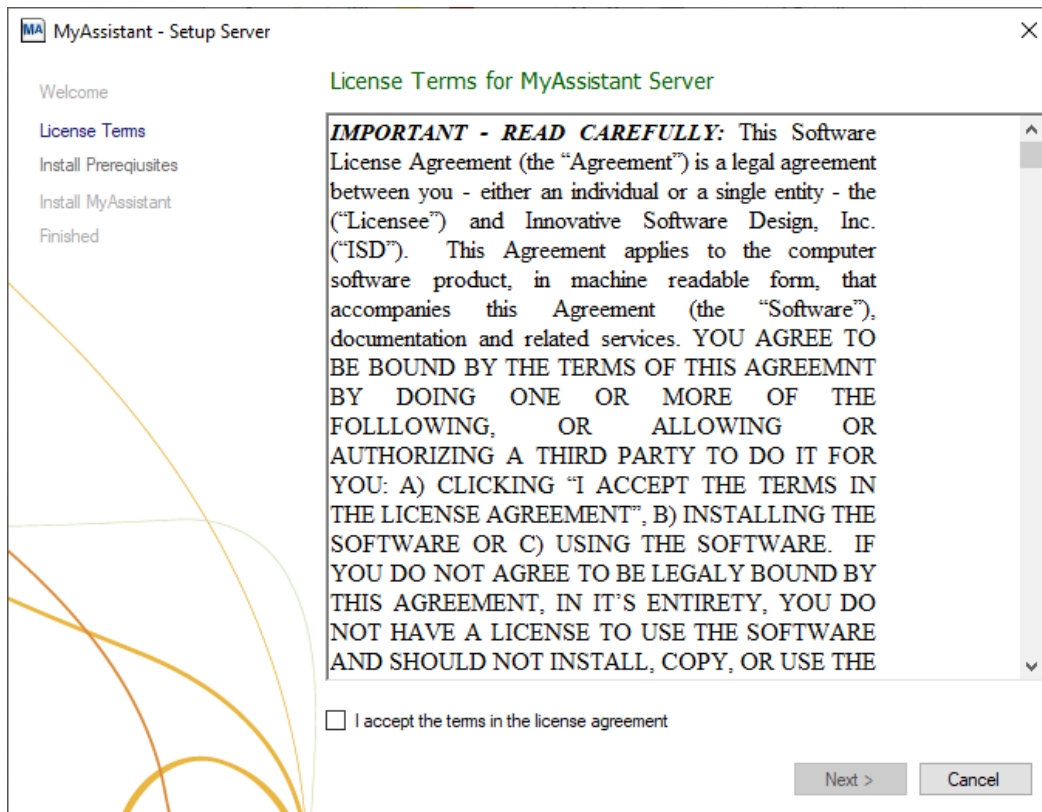 MA MyAssistant - Setup Server
Welcome
License Terms
Install Prereqiusites
Install MyAssistant
Finished
License Terms for MyAssistant Server
IMPORTANT - READ CAREFULLY: This Software
License Agreement (the “Agreement”) is a legal agreement
between you - either an individual or a single entity - the
(“Licensee”) and Innovative Software Design, Inc.
(“ISD”). This Agreement applies to the computer
software product, in machine readable form, that
accompanies this Agreement (the “Software”),
documentation and related services. YOU AGREE TO
BE BOUND BY THE TERMS OF THIS AGREEMNT
BY DOING ONE OR MORE OF THE
FOLLLOWING, OR ALLOWING OR
AUTHORIZING A THIRD PARTY TO DO IT FOR
YOU: A) CLICKING “I ACCEPT THE TERMS IN
THE LICENSE AGREEMENT”, B) INSTALLING THE
SOFTWARE OR C) USING THE SOFTWARE. IF
YOU DO NOT AGREE TO BE LEGALY BOUND BY
THIS AGREEMENT, IN IT’S ENTIRETY, YOU DO
NOT HAVE A LICENSE TO USE THE SOFTWARE
AND SHOULD NOT INSTALL, COPY, OR USE THE
I accept the terms in the license agreement
Next >
Cancel